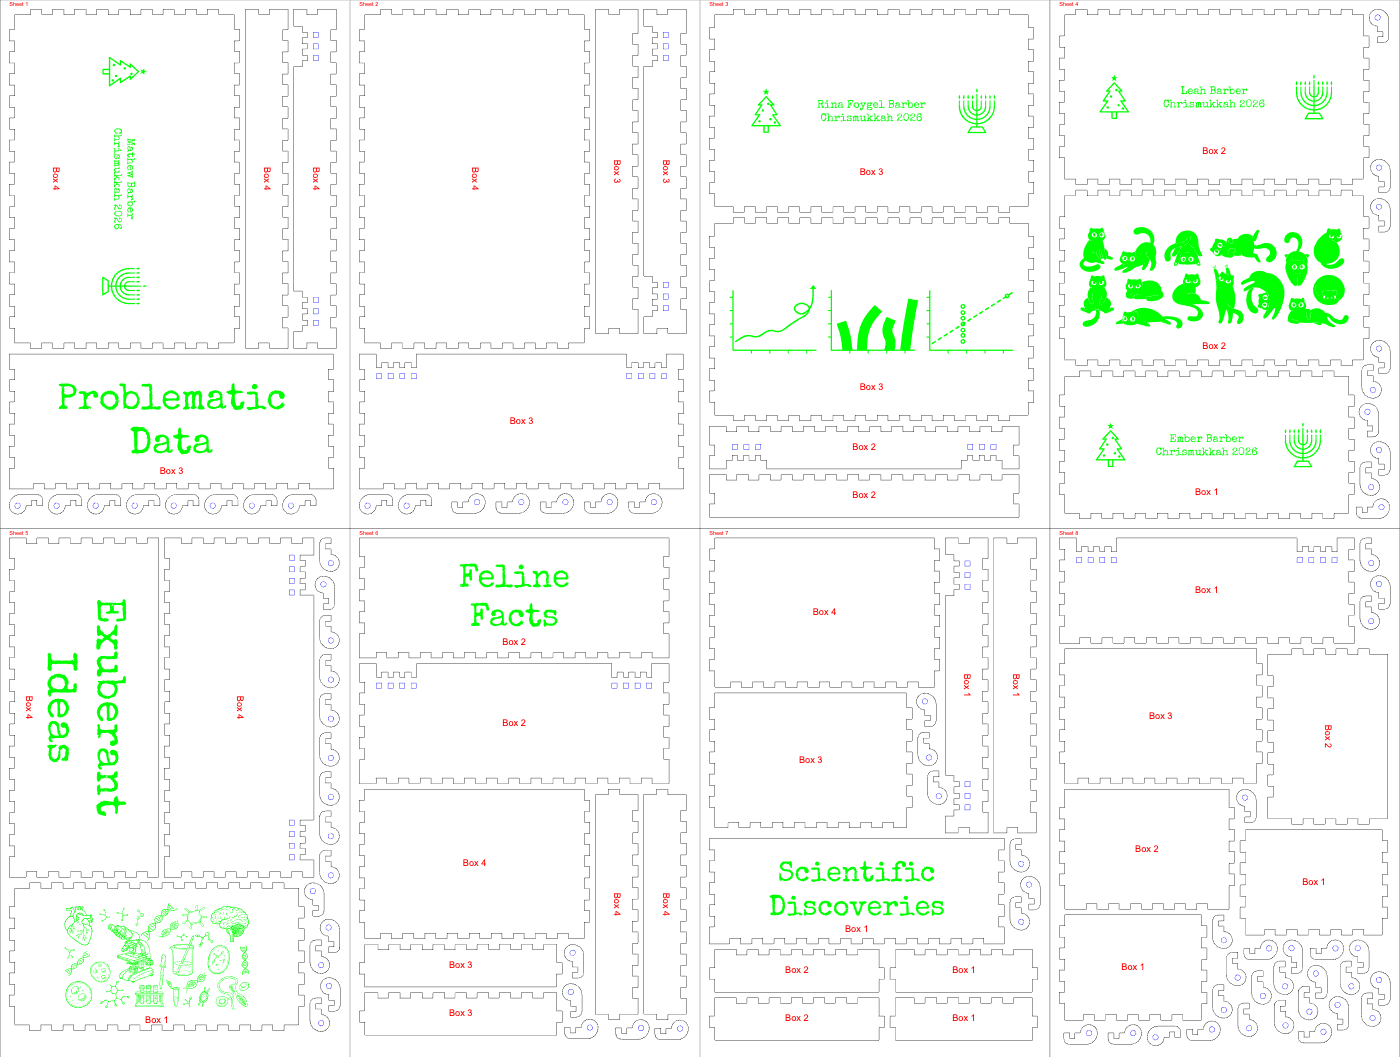 Sheet 1
Mathew Barber
Chrismukkah 2026
Box 4
Box 4
Box 4
Problematic
Data
Box 3
Sheet 2
Box 4
Box 3
Box 3
Box 3
Sheet 3
Rina Foygel Barber
Chrismukkah 2026
Box 3
Box 3
Box 2
Box 2
Sheet 4
Leah Barber
Chrismukkah 2026
Box 2
Box 2
Ember Barber
Chrismukkah 2026
Box 1
Sheet 5
Exuberant
Ideas
Box 4
Box 4
Box 1
Sheet 6
Feline
Facts
Box 2
Box 2
Box 4
Box 4
Box 4
Box 3
Box 3
Sheet 7
Box 4
Box 1
Box 1
Box 3
Scientific
Discoveries
Box 1
Box 2
Box 1
Box 2
Box 1
Sheet 8
Box 1
Box 3
Box 2
Box 2
Box 1
Box 1